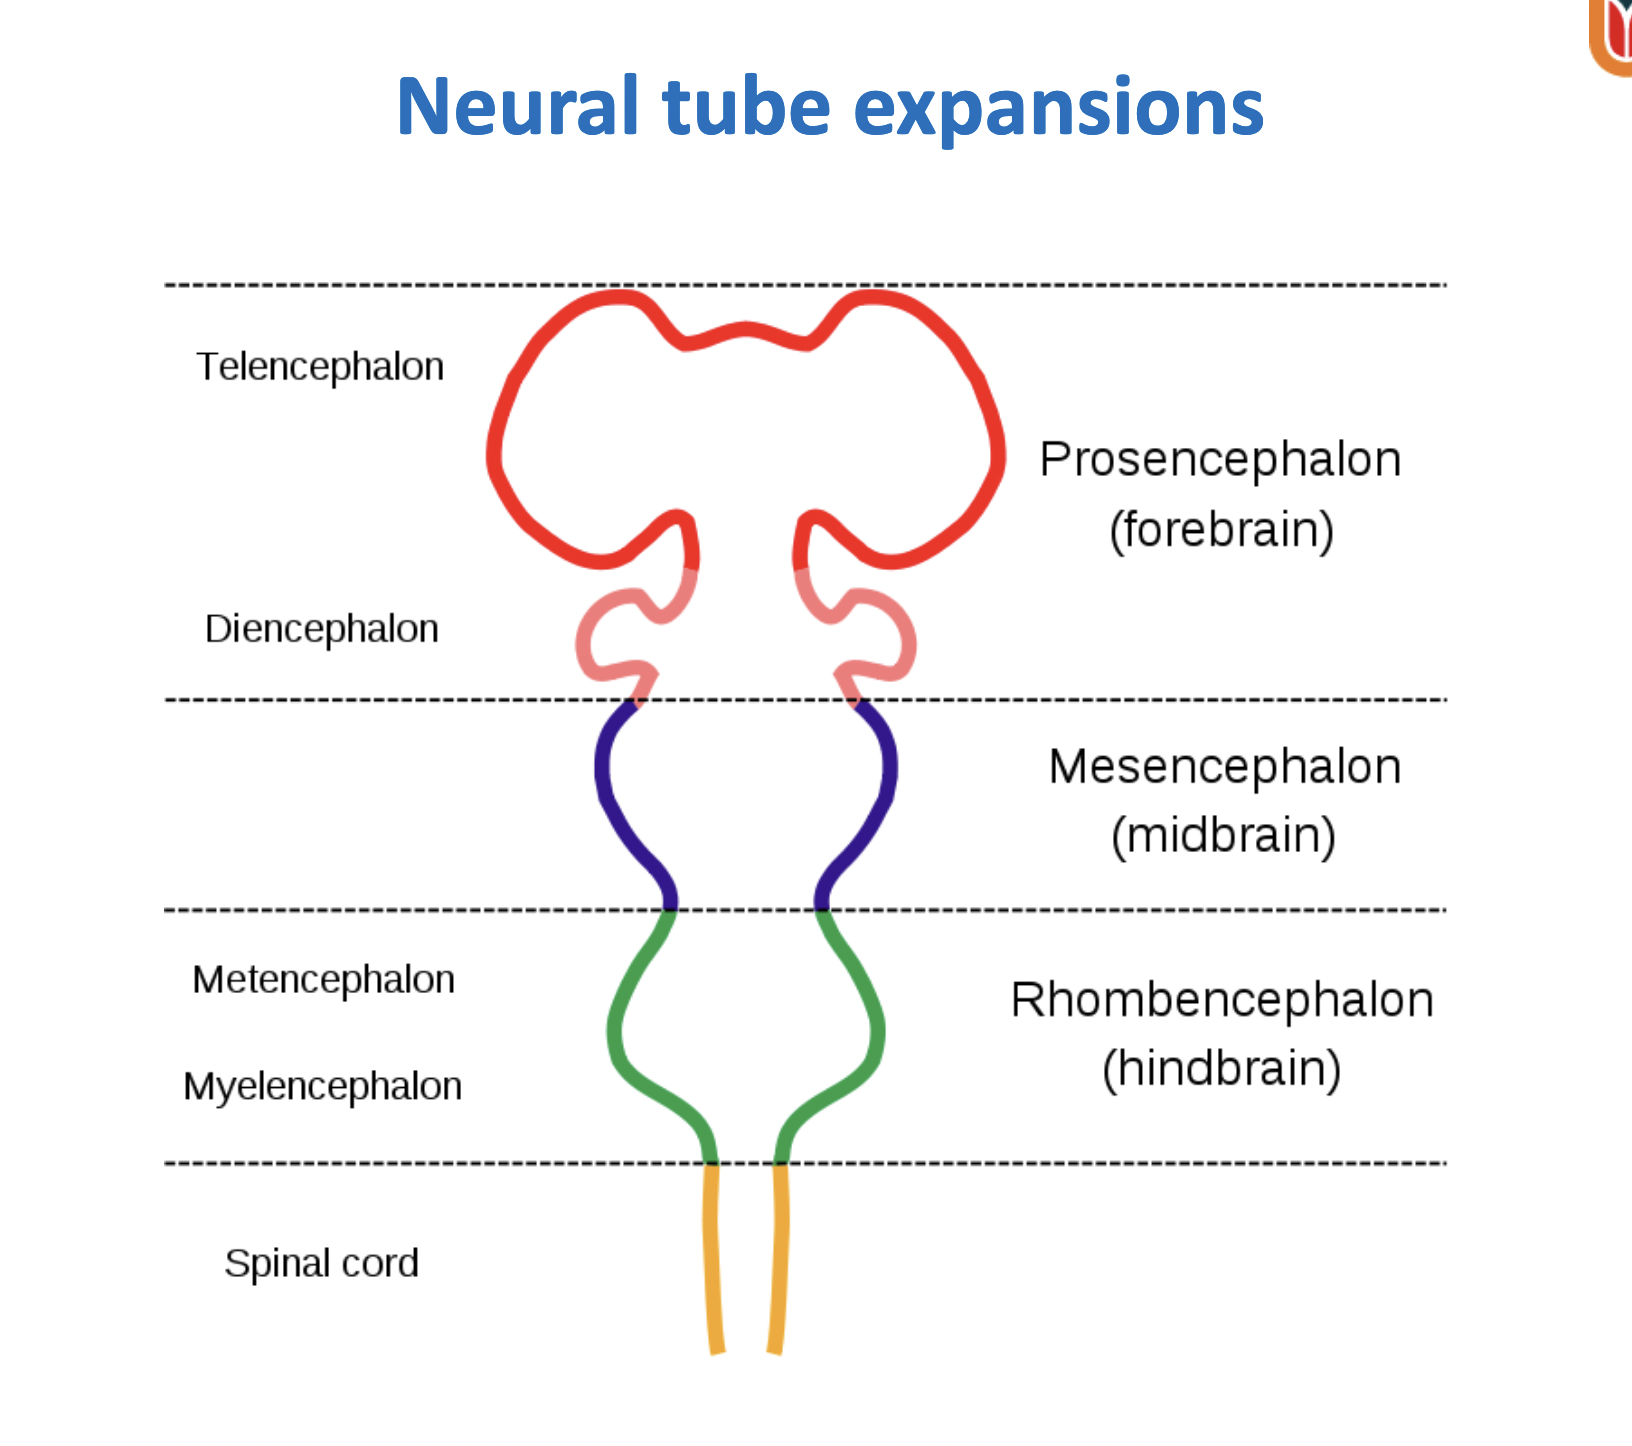 Neural tube expansions
Telencephalon
Prosencephalon
(forebrain)
Diencephalon
Mesencephalon
(midbrain)
Metencephalon
Rhombencephalon
(hindbrain)
Myelencephalon
Spinal cord